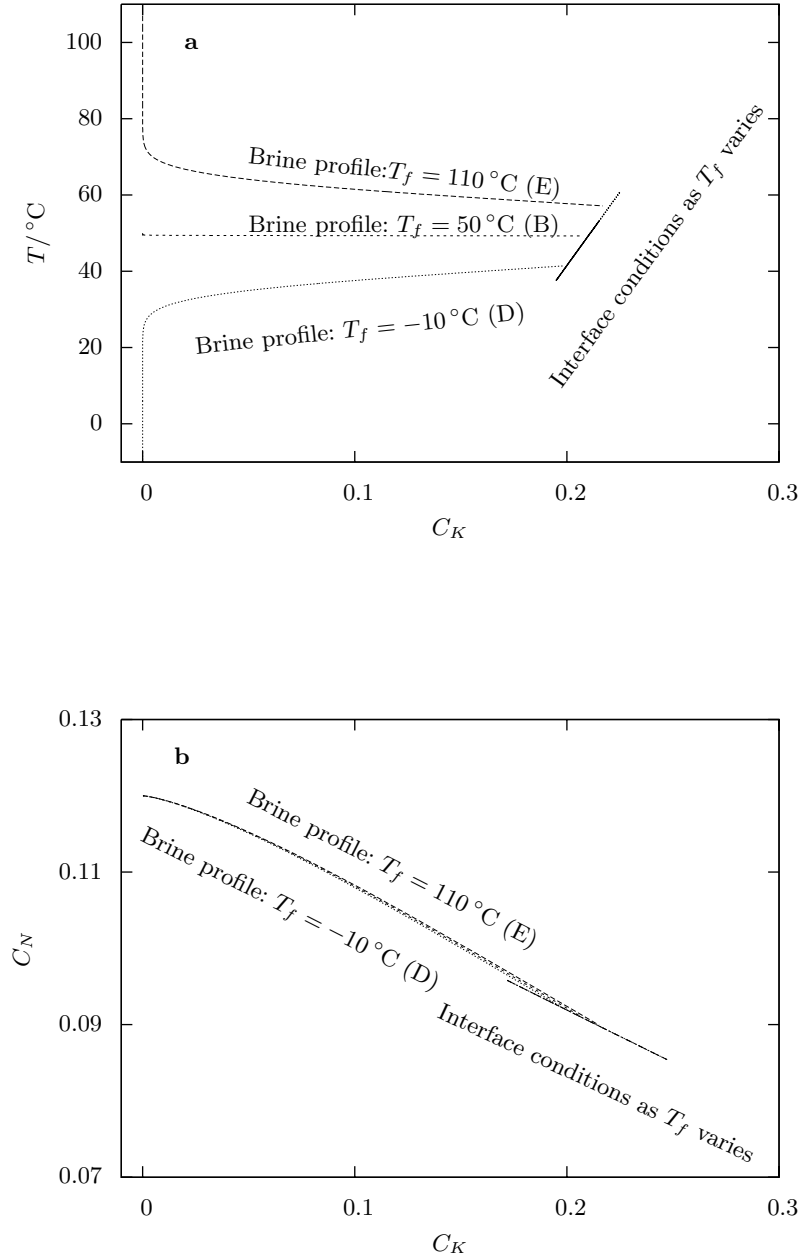 a
100
80
60
40
20
0
T/°C
Brine profile:T_f = 110 °C (E)
Brine profile: T_f = 50 °C (B)
Brine profile: T_f = −10 °C (D)
Interface conditions as T_f varies
0 0.1 0.2 0.3
C_K
b
0.13
0.11
0.09
0.07
C_N
Brine profile: T_f = 110 °C (E)
Brine profile: T_f = −10 °C (D)
Interface conditions as T_f varies
0 0.1 0.2 0.3
C_K